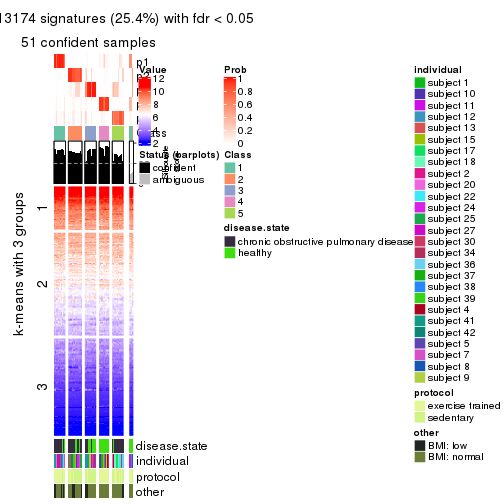 13174 signatures (25.4%) with fdr < 0.05
51 confident samples
Value
12
10
8
6
4
2
Status (barplots)
confident
ambiguous
Prob
1
0.8
0.6
0.4
0.2
0
Class
1
2
3
4
5
disease.state
chronic obstructive pulmonary disease
healthy
individual
subject 1
subject 10
subject 11
subject 12
subject 13
subject 15
subject 17
subject 18
subject 2
subject 20
subject 22
subject 24
subject 25
subject 27
subject 30
subject 34
subject 36
subject 37
subject 38
subject 39
subject 4
subject 41
subject 42
subject 5
subject 7
subject 8
subject 9
protocol
exercise trained
sedentary
other
BMI: low
BMI: normal
k-means with 3 groups
1
2
3
disease.state
individual
protocol
other